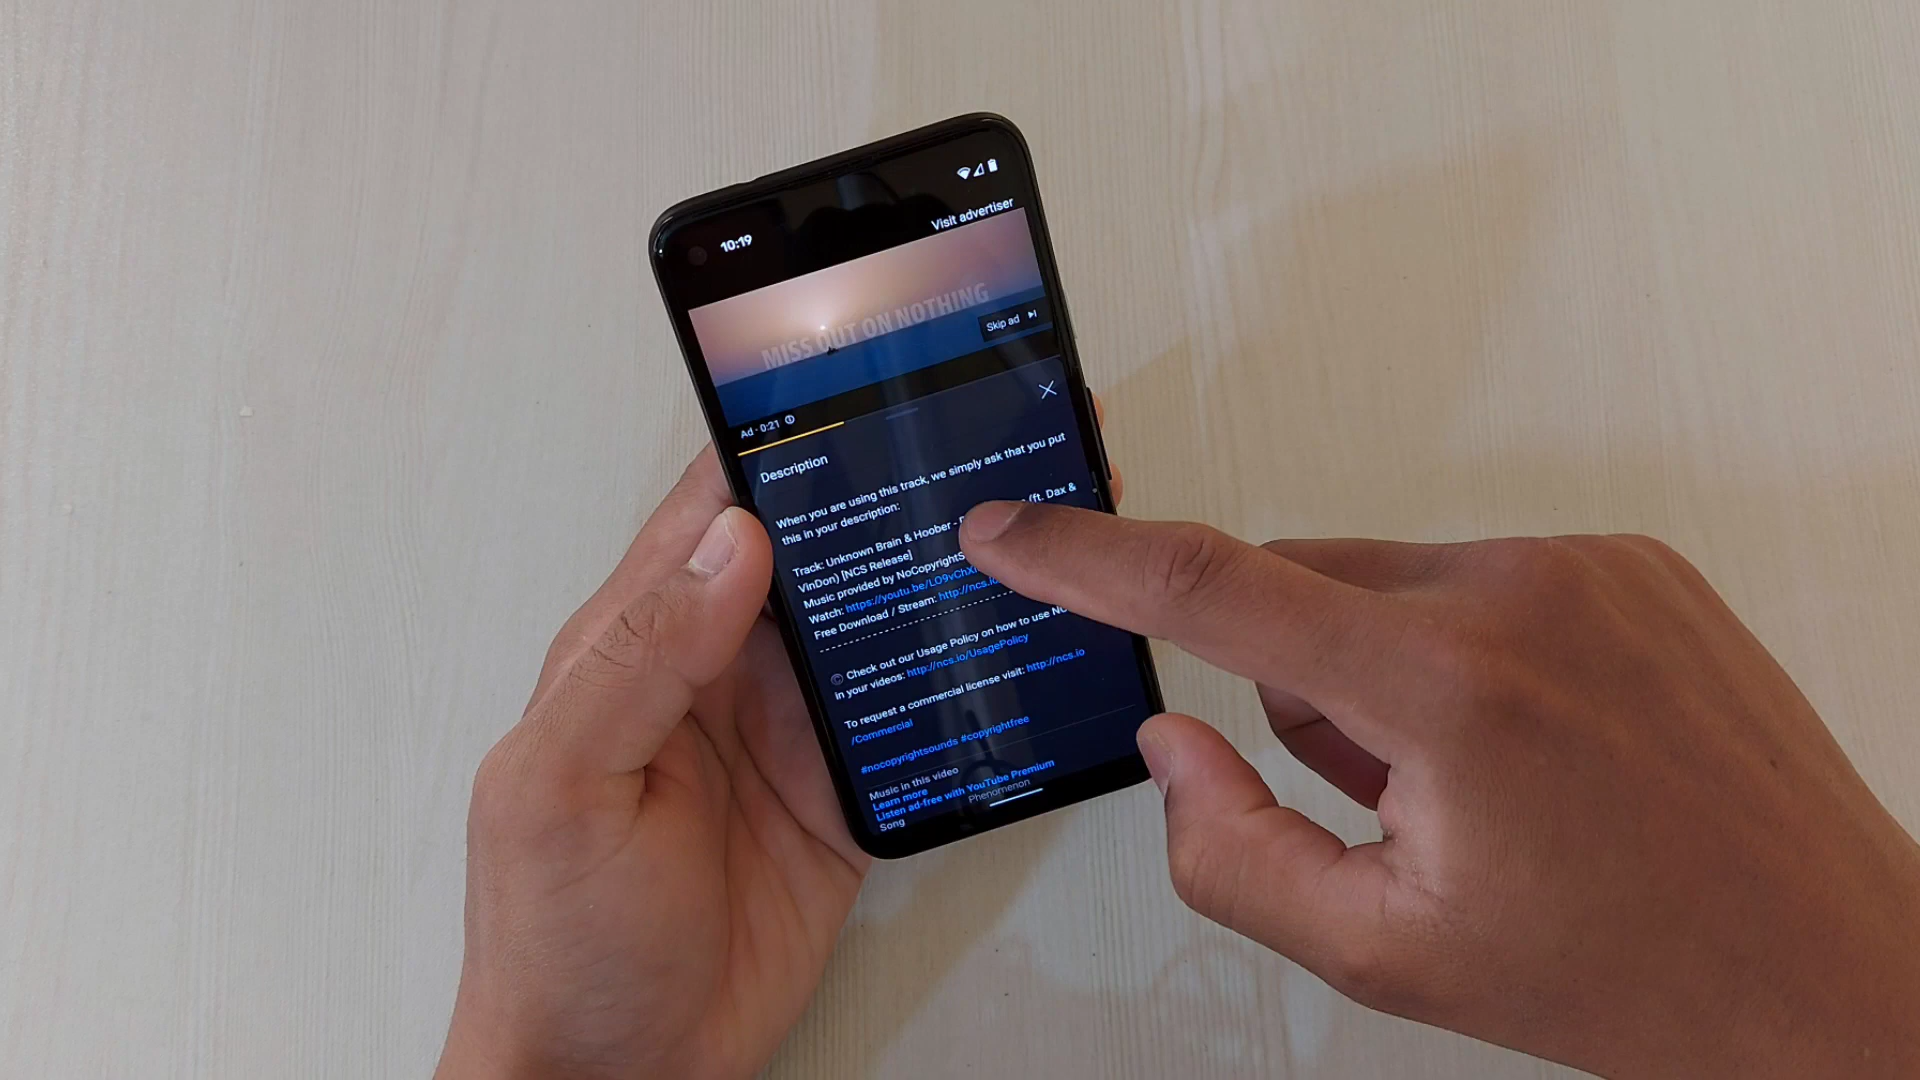 10:19
Visit advertiser
MISS OUT ON NOTHING
Skip ad
Ad · 0:21
Description
When you are using this track, we simply ask that you put
this in your description:
Track: Unknown Brain & Hoober - (ft. Dax &
VinDon) [NCS Release]
Music provided by NoCopyrightS
Watch: https://youtu.be/LO9vChX
Free Download / Stream: http://ncs.io
--------------------
© Check out our Usage Policy on how to use NC
in your videos: http://ncs.io/UsagePolicy
To request a commercial license visit: http://ncs.io
/Commercial
#nocopyrightsounds #copyrightfree
Music in this video
Learn more
Listen ad-free with YouTube Premium
Song Phenomenon